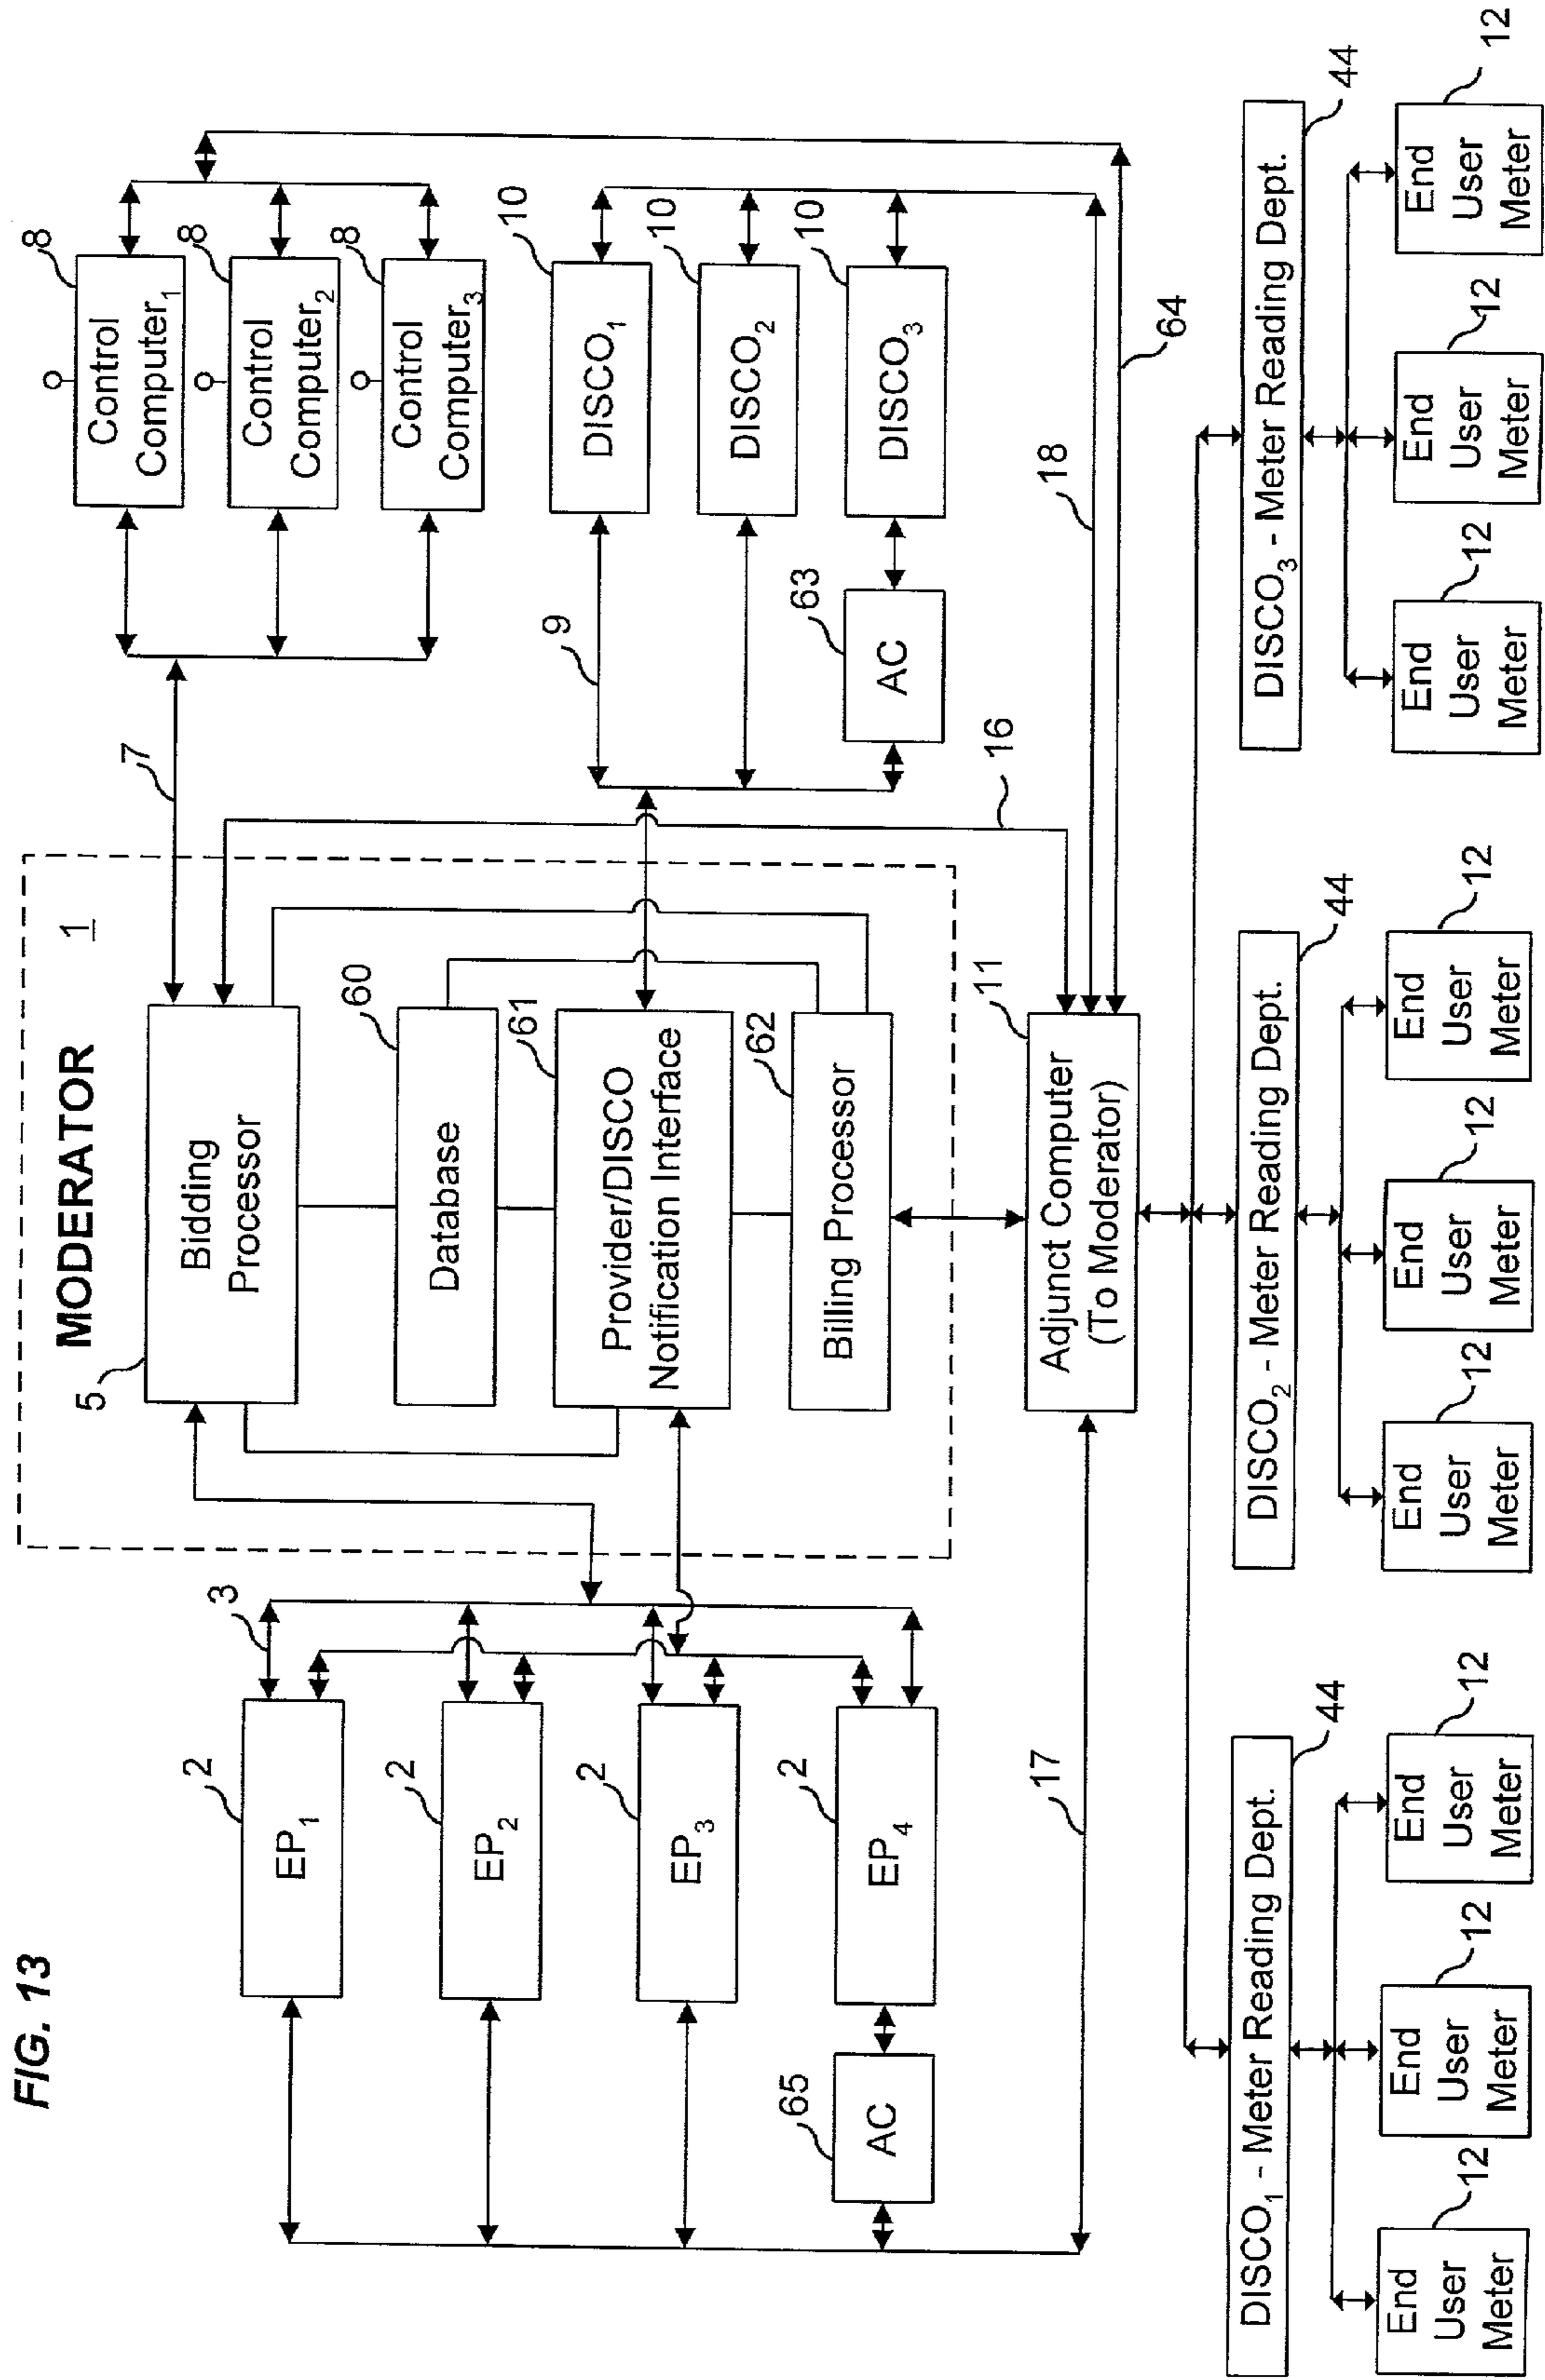 FIG. 13
MODERATOR
1
5
Bidding
Processor
60
Database
61
Provider/DISCO
Notification Interface
62
Billing Processor
3
2
EP1
2
EP2
2
EP3
2
EP4
65
AC
17
7
8
Control
Computer1
8
Control
Computer2
8
Control
Computer3
9
10
DISCO1
10
DISCO2
10
DISCO3
63
AC
16
18
64
11
Adjunct Computer
(To Moderator)
44
DISCO1 - Meter Reading Dept.
12
End
User
Meter
12
End
User
Meter
12
End
User
Meter
44
DISCO2 - Meter Reading Dept.
12
End
User
Meter
12
End
User
Meter
12
End
User
Meter
44
DISCO3 - Meter Reading Dept.
12
End
User
Meter
12
End
User
Meter
12
End
User
Meter